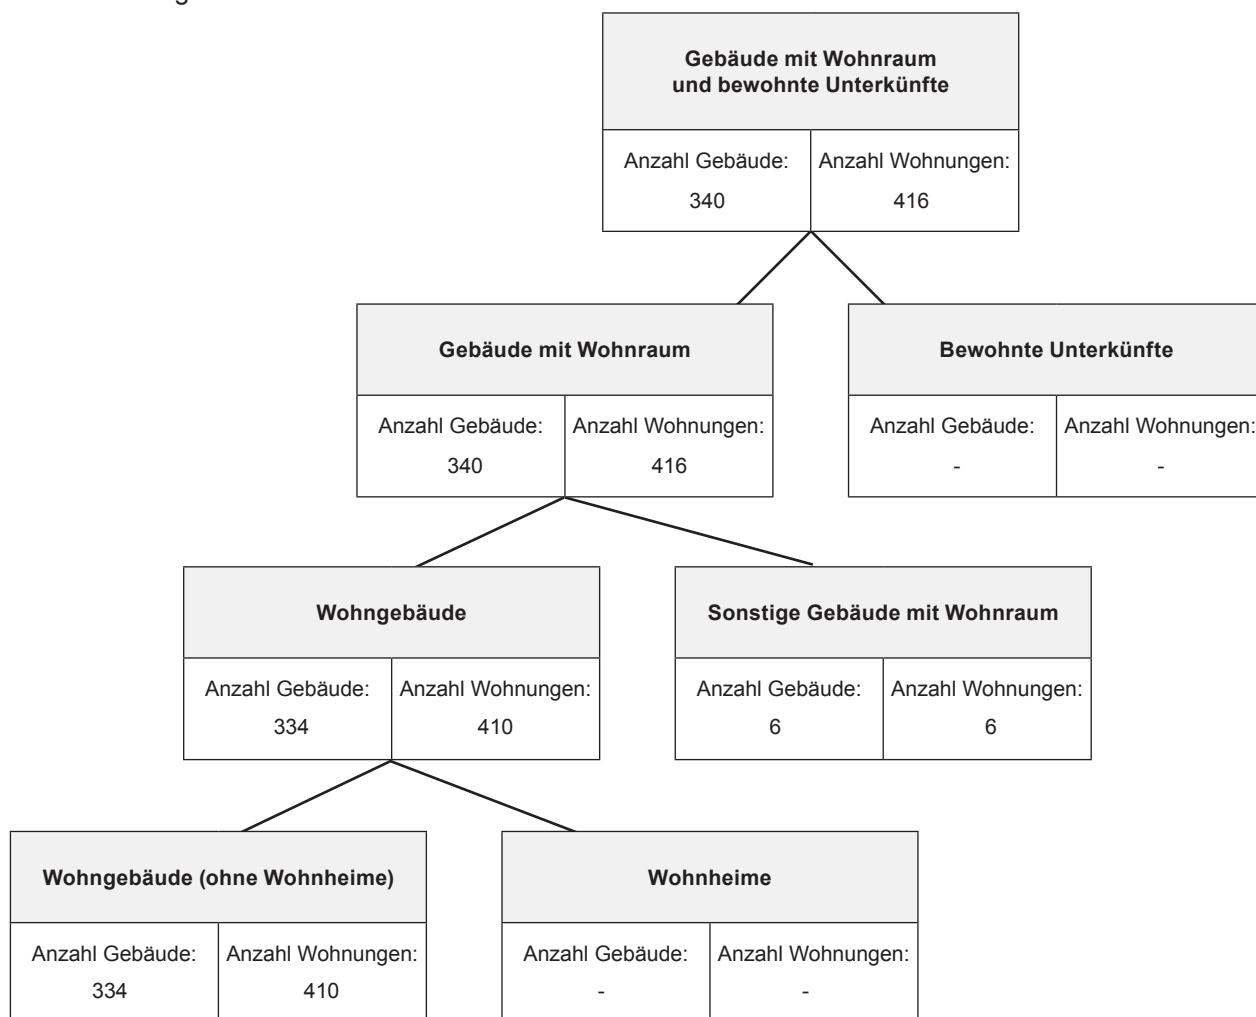 Gebäude mit Wohnraum
und bewohnte Unterkünfte
Anzahl Gebäude: Anzahl Wohnungen:
340 416
Gebäude mit Wohnraum
Anzahl Gebäude: Anzahl Wohnungen:
340 416
Bewohnte Unterkünfte
Anzahl Gebäude: Anzahl Wohnungen:
- -
Wohngebäude
Anzahl Gebäude: Anzahl Wohnungen:
334 410
Sonstige Gebäude mit Wohnraum
Anzahl Gebäude: Anzahl Wohnungen:
6 6
Wohngebäude (ohne Wohnheime)
Anzahl Gebäude: Anzahl Wohnungen:
334 410
Wohnheime
Anzahl Gebäude: Anzahl Wohnungen:
- -